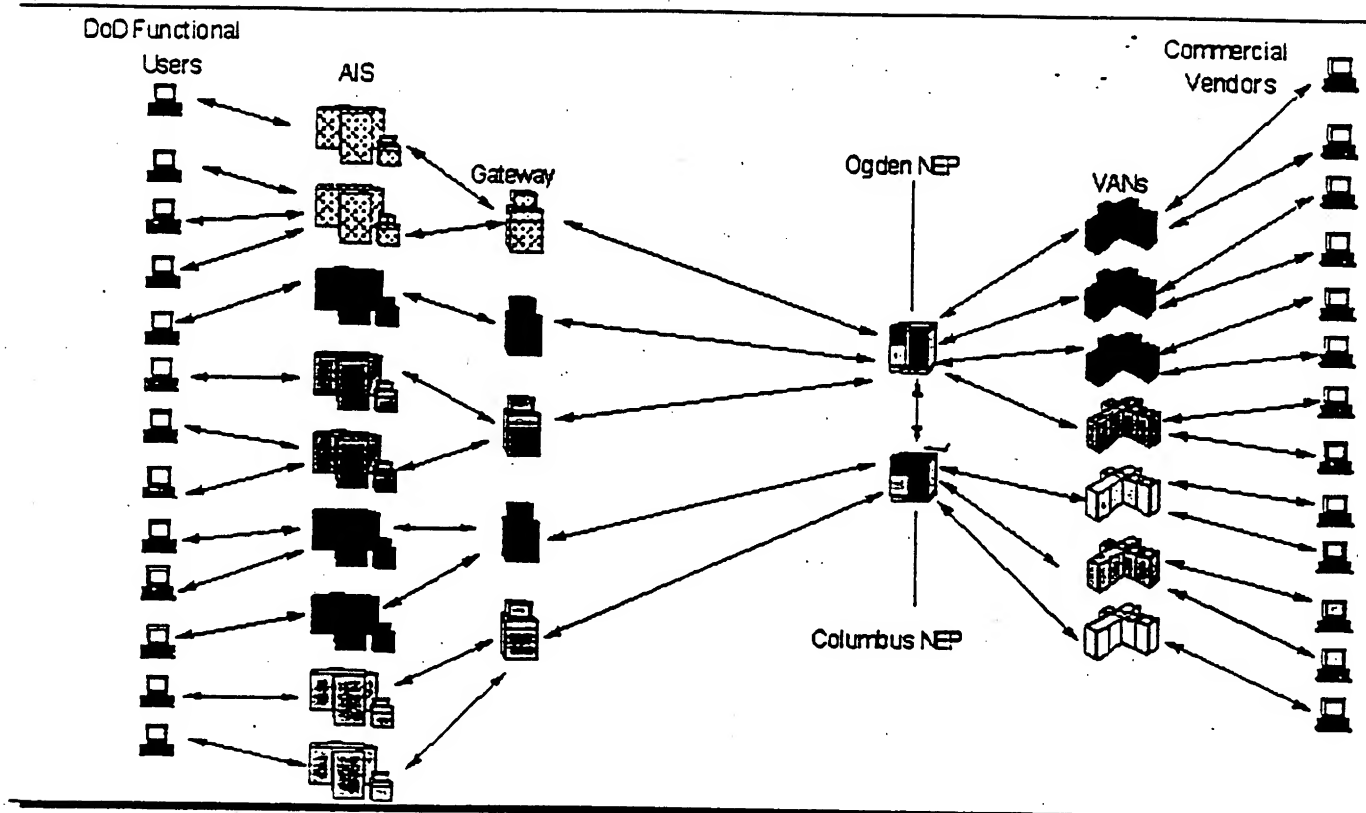 DoD Functional
Users
AIS
Gateway
Ogden NEP
Columbus NEP
VANs
Commercial
Vendors